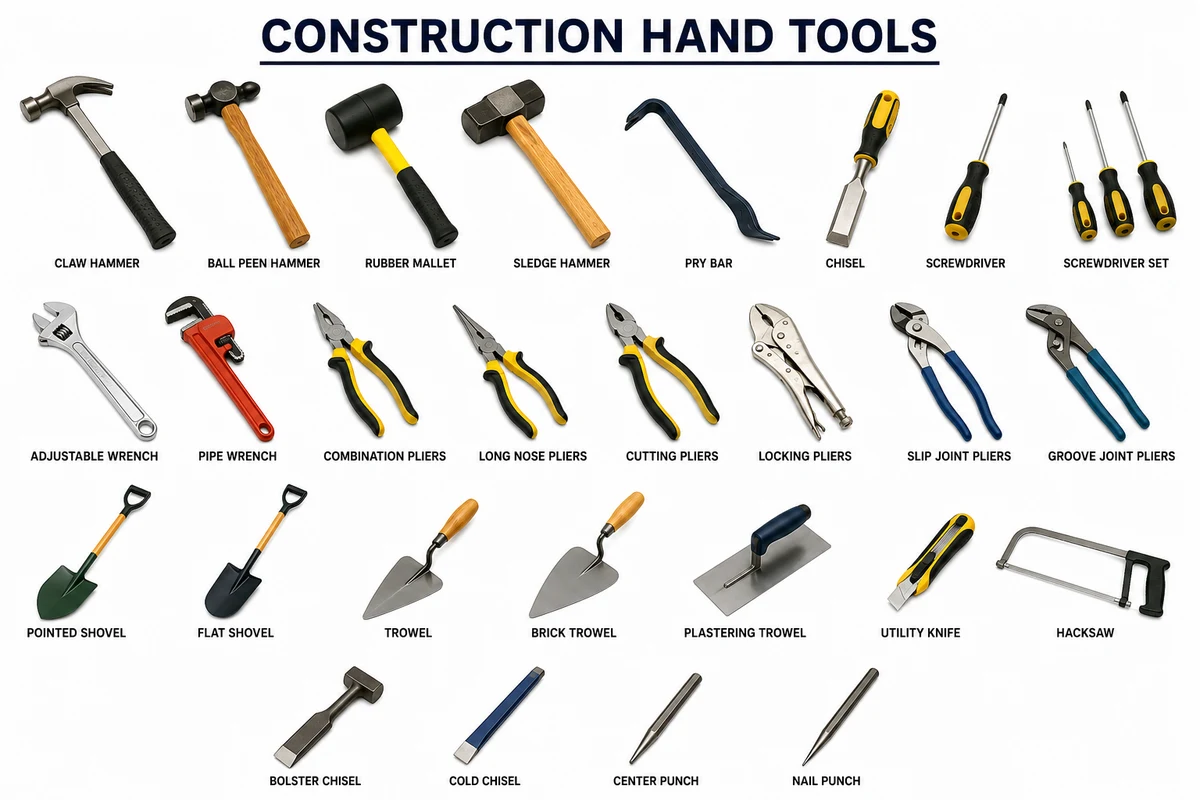 CONSTRUCTION HAND TOOLS
CLAW HAMMER
BALL PEEN HAMMER
RUBBER MALLET
SLEDGE HAMMER
PRY BAR
CHISEL
SCREWDRIVER
SCREWDRIVER SET
ADJUSTABLE WRENCH
PIPE WRENCH
COMBINATION PLIERS
LONG NOSE PLIERS
CUTTING PLIERS
LOCKING PLIERS
SLIP JOINT PLIERS
GROOVE JOINT PLIERS
POINTED SHOVEL
FLAT SHOVEL
TROWEL
BRICK TROWEL
PLASTERING TROWEL
UTILITY KNIFE
HACKSAW
BOLSTER CHISEL
COLD CHISEL
CENTER PUNCH
NAIL PUNCH